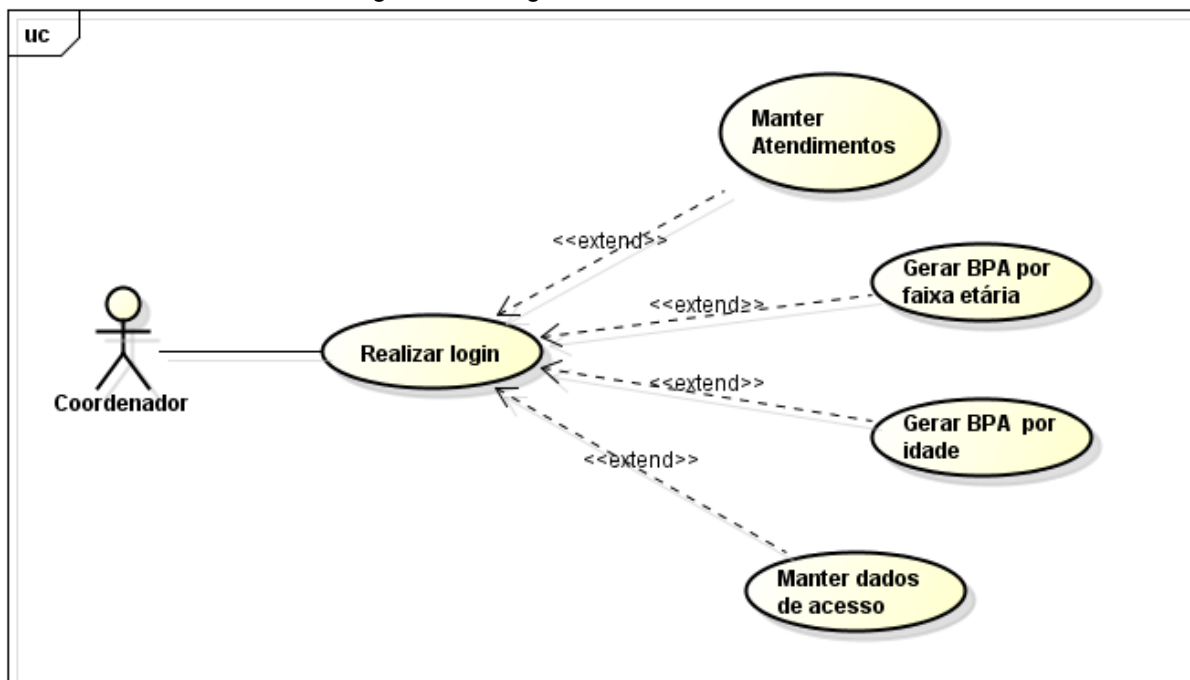 uc
Manter
Atendimentos
<<extend>>
Gerar BPA por
faixa etária
<<extend>>
Realizar login
Coordenador
<<extend>>
Gerar BPA por
idade
<<extend>>
Manter dados
de acesso